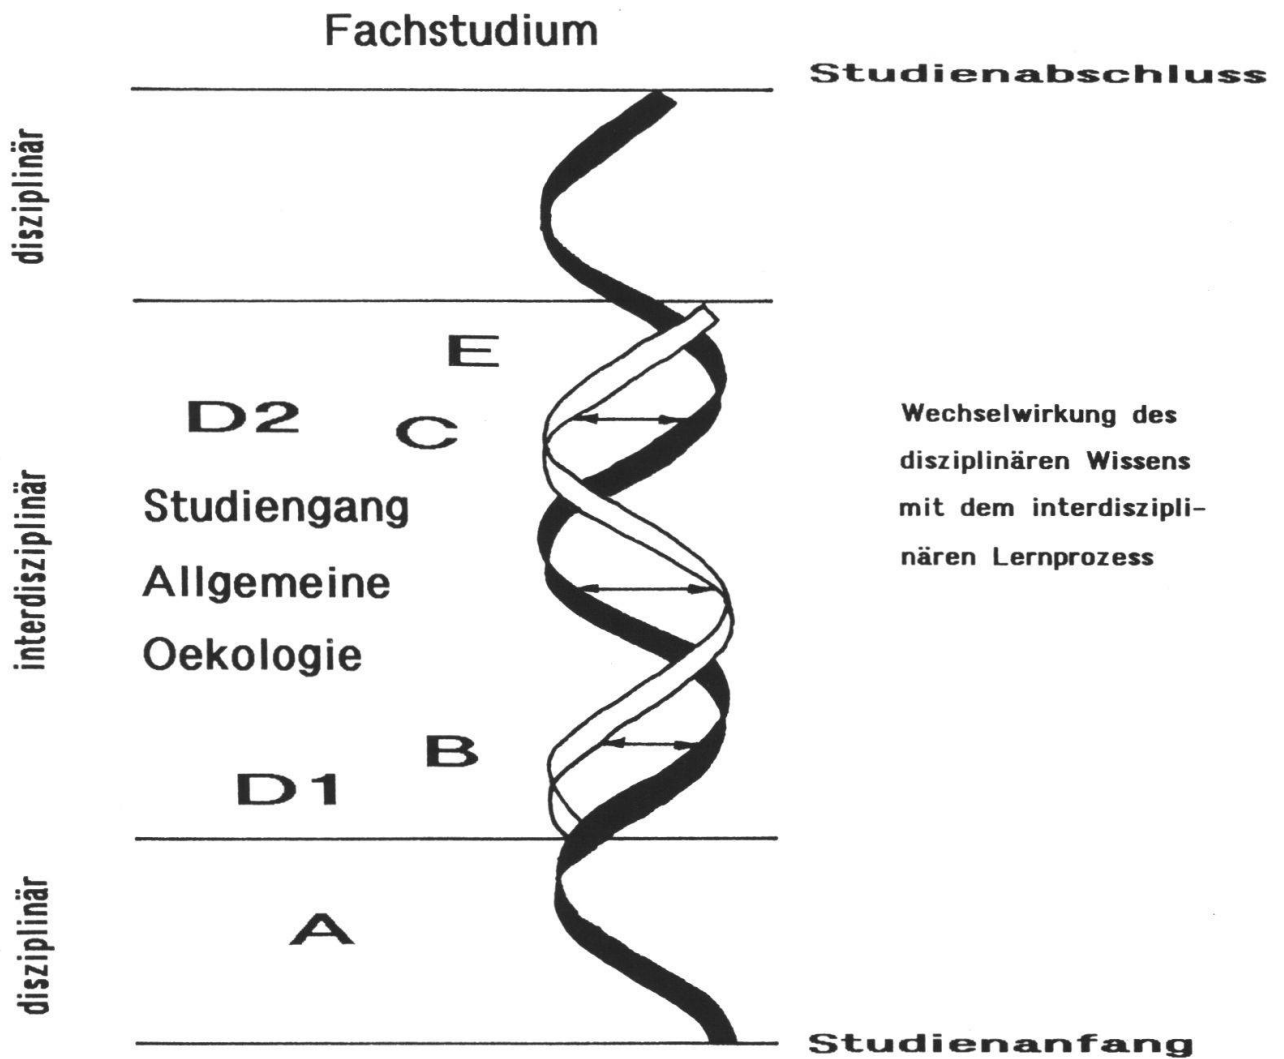 Fachstudium
Studienabschluss
disziplinär
E
D2
C
Wechselwirkung des
disziplinären Wissens
mit dem interdiszipli-
nären Lernprozess
interdisziplinär
Studiengang
Allgemeine
Oekologie
B
D1
disziplinär
A
Studienanfang